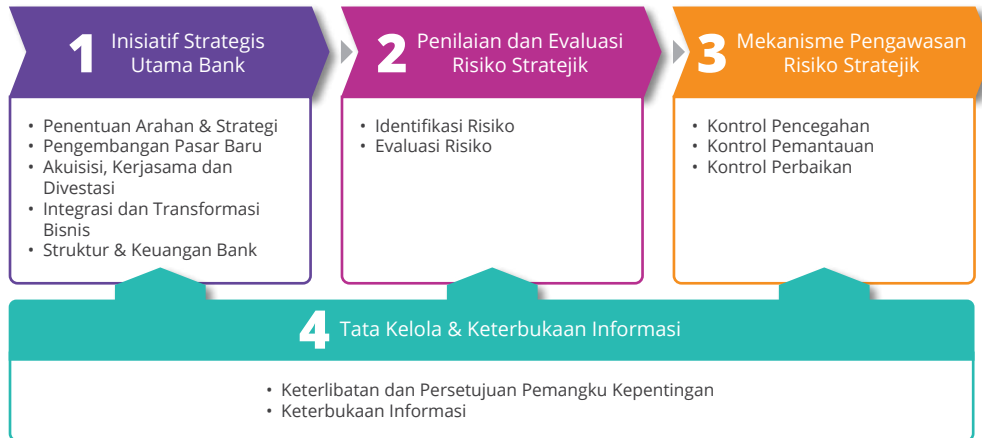 1 Inisiatif Strategis
Utama Bank
• Penentuan Arahan & Strategi
• Pengembangan Pasar Baru
• Akuisisi, Kerjasama dan
Divestasi
• Integrasi dan Transformasi
Bisnis
• Struktur & Keuangan Bank
2 Penilaian dan Evaluasi
Risiko Stratejik
• Identifikasi Risiko
• Evaluasi Risiko
3 Mekanisme Pengawasan
Risiko Stratejik
• Kontrol Pencegahan
• Kontrol Pemantauan
• Kontrol Perbaikan
4 Tata Kelola & Keterbukaan Informasi
• Keterlibatan dan Persetujuan Pemangku Kepentingan
• Keterbukaan Informasi